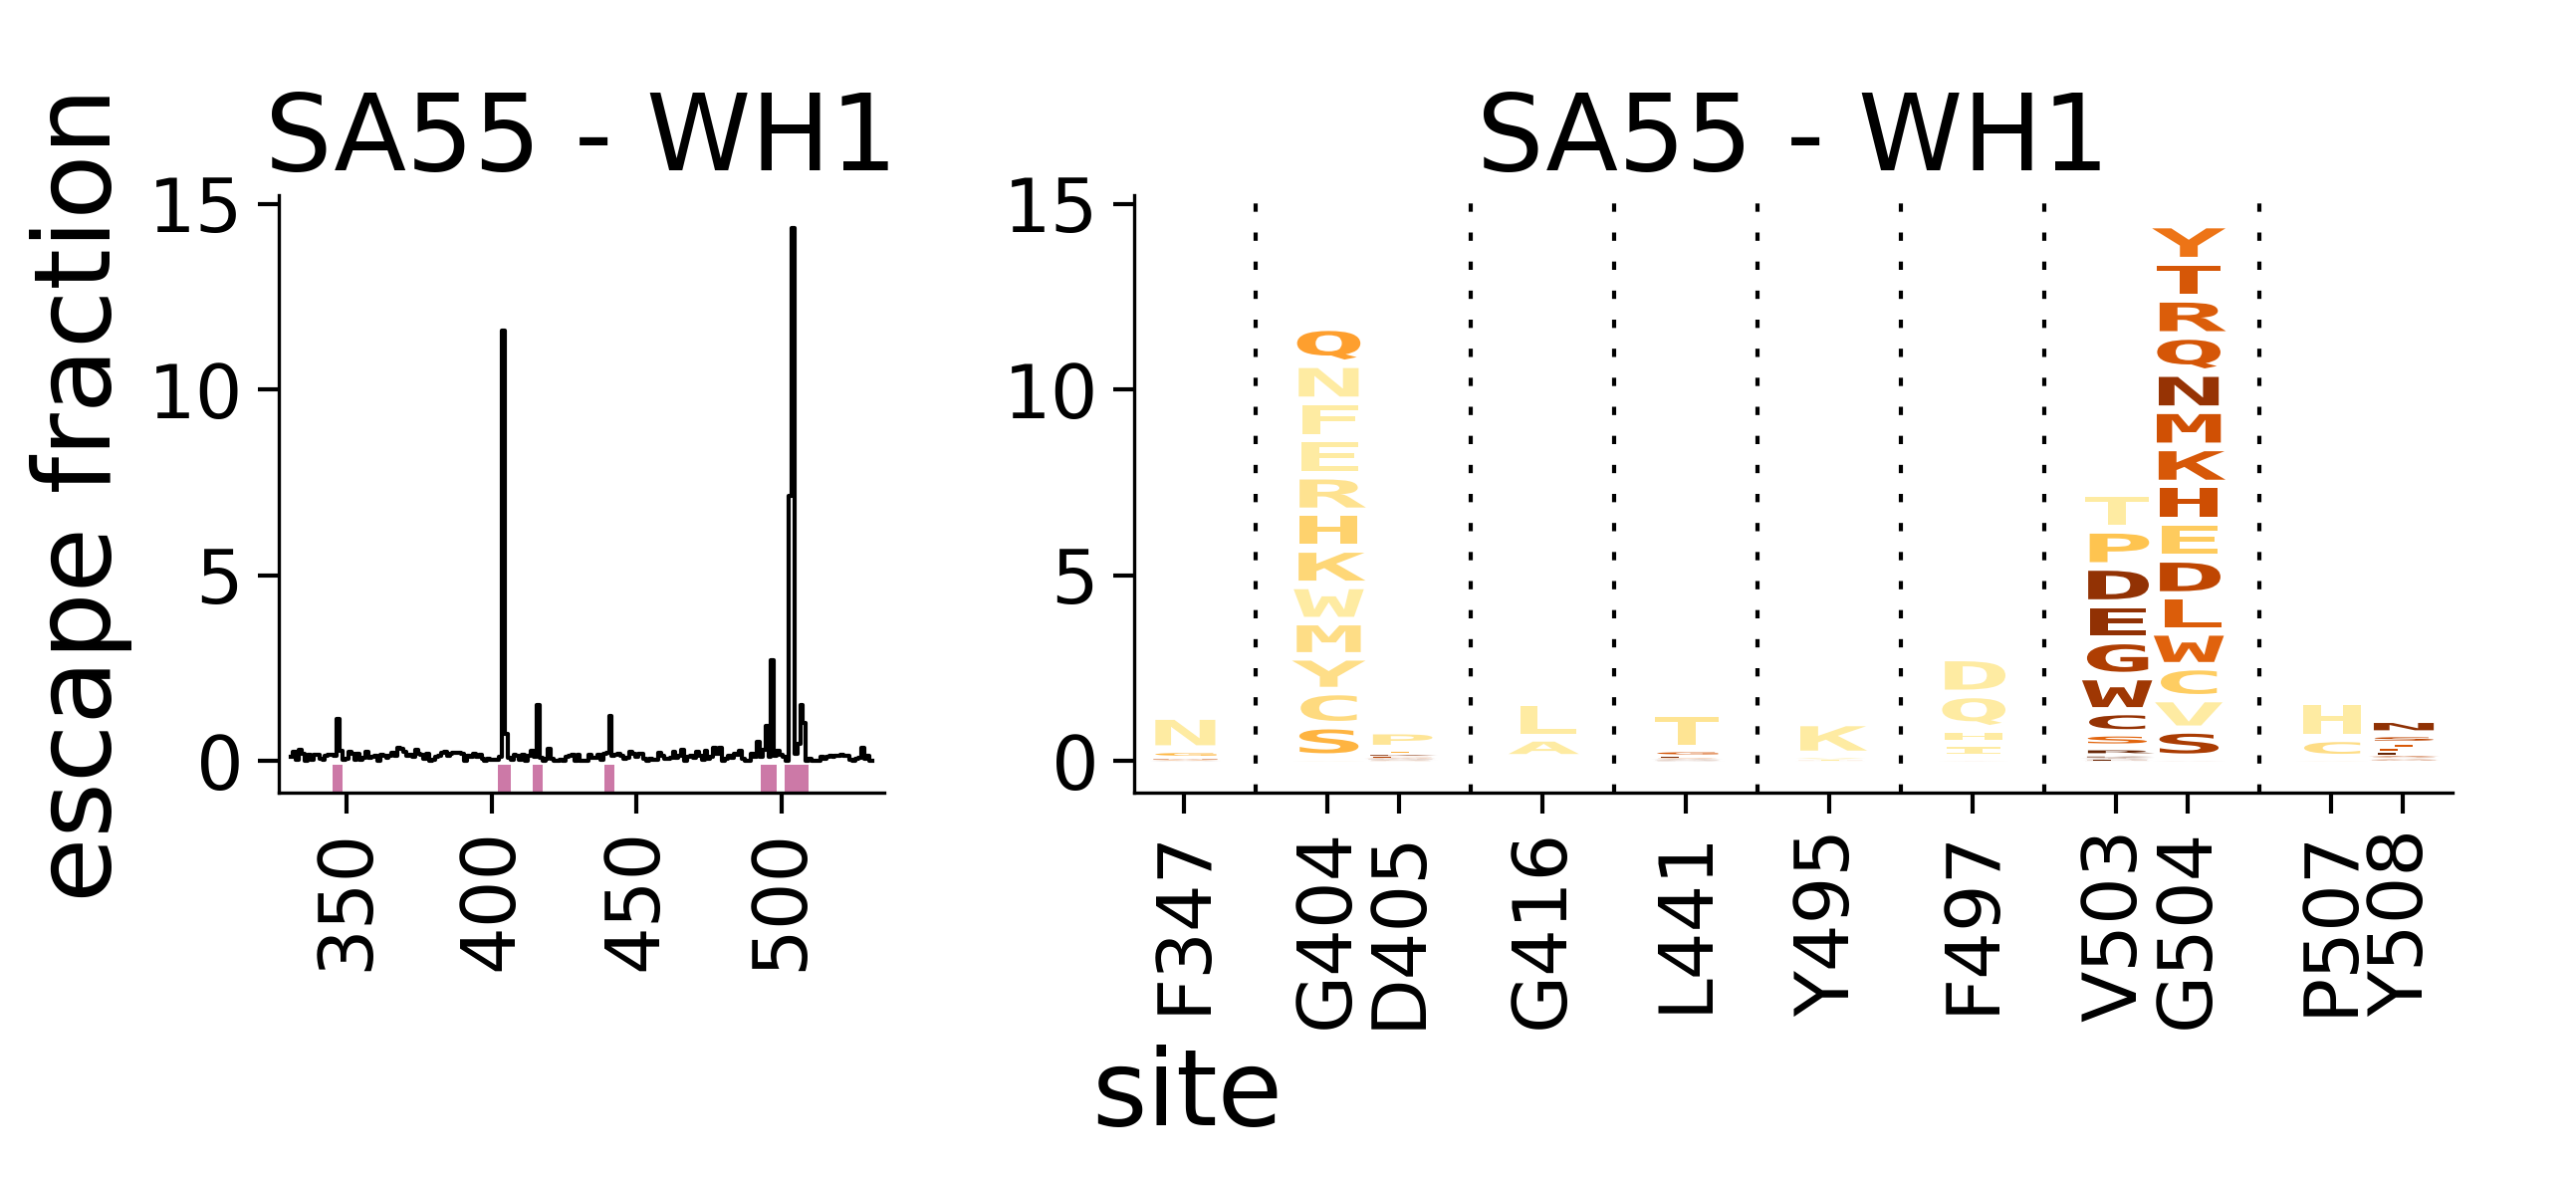 SA55 - WH1
SA55 - WH1
escape fraction
15
10
5
0
350
400
450
500
15
10
5
0
Y
T
R
Q
N
M
K
H
E
D
L
W
C
V
S
Q
N
F
E
R
H
K
W
M
Y
C
S
T
P
D
E
G
W
C
S
N
P
L
A
T
K
D
Q
H
I
H
C
N
F347
G404
D405
G416
L441
Y495
F497
V503
G504
P507
Y508
site